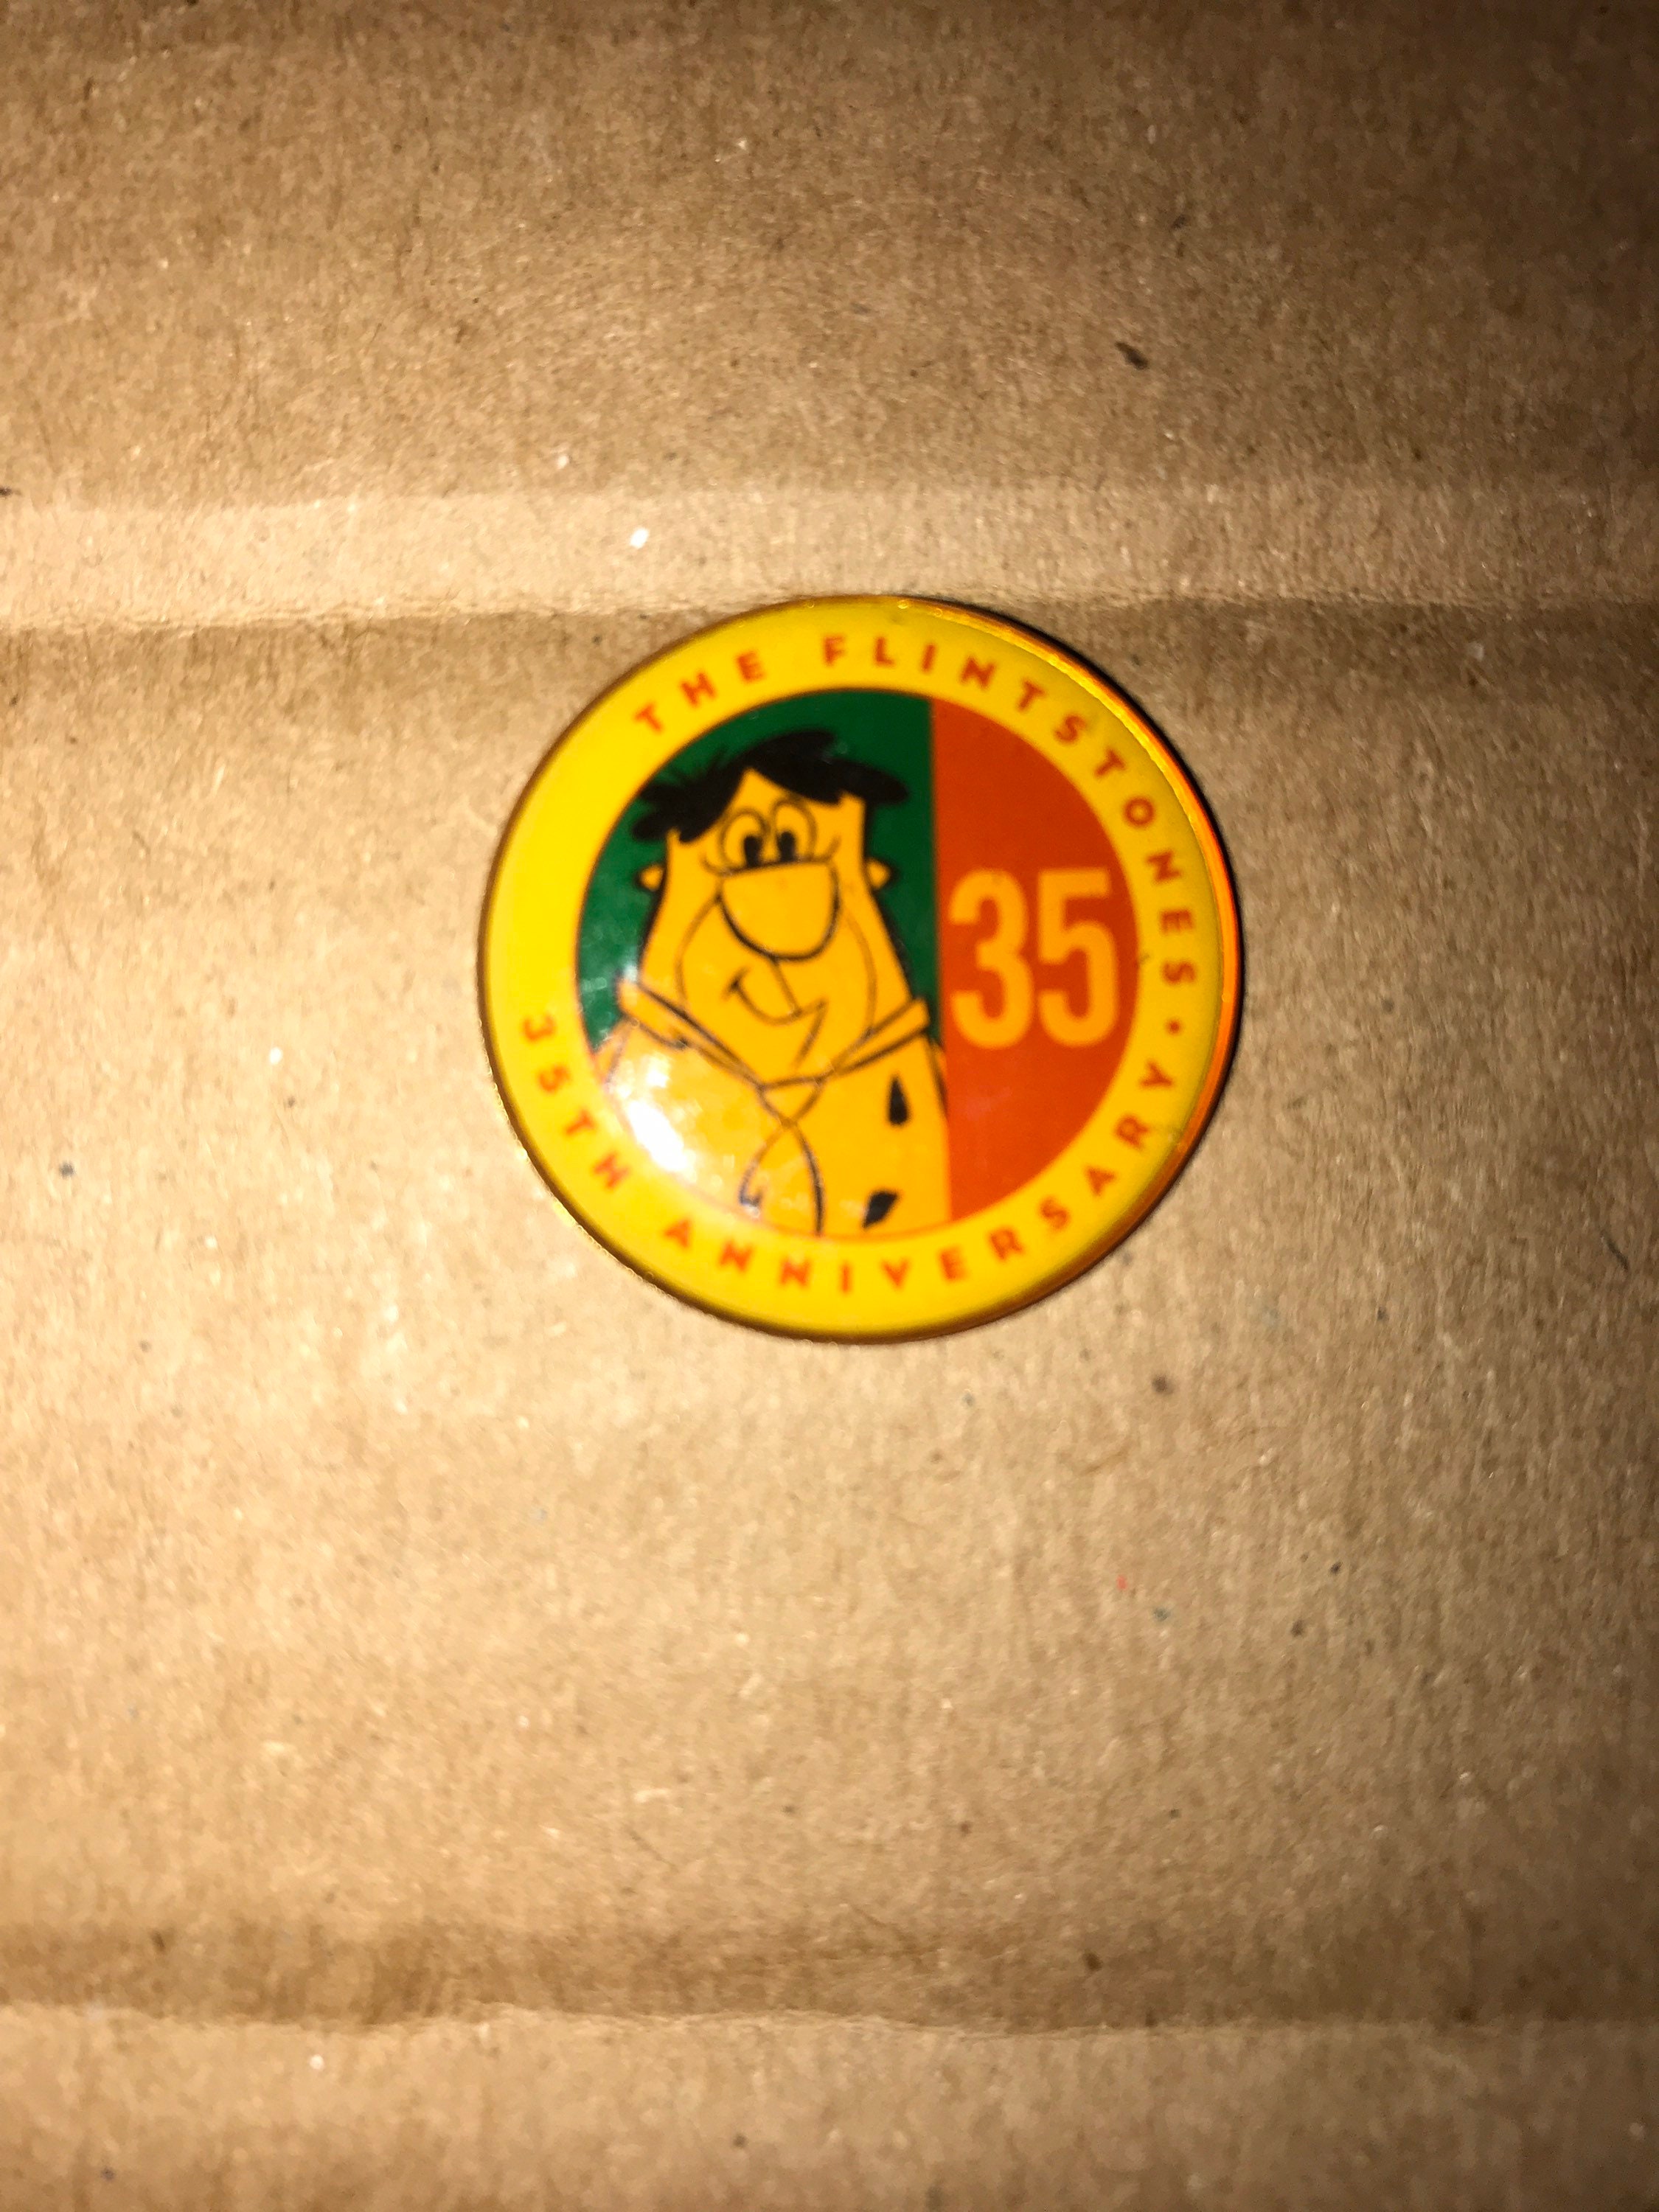 THE FLINTSTONES • 
35
35TH ANNIVERSARY